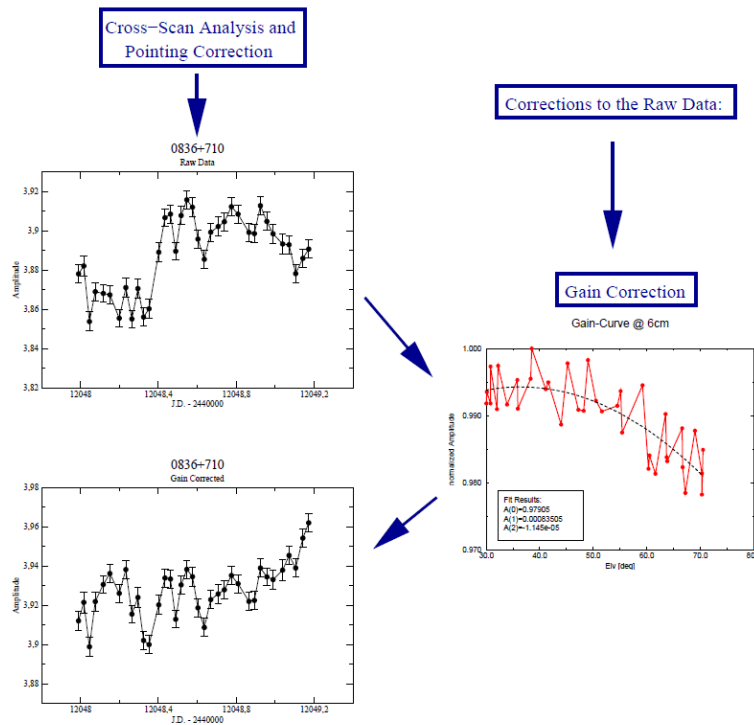 Cross−Scan Analysis and
Pointing Correction
Corrections to the Raw Data:
0836+710
Raw Data
3,92
3,9
3,88
3,86
3,84
3,82
Amplitude
12048
12048,4
12048,8
12049,2
J.D. - 2440000
Gain Correction
Gain-Curve @ 6cm
1.000
0.990
0.980
0.970
normalized Amplitude
Fit Results:
A(0)=0.97905
A(1)=0.00083505
A(2)=-1.145e-05
30.0
40.0
50.0
60.0
70.0
80
Elv [deg]
0836+710
Gain Corrected
3,98
3,96
3,94
3,92
3,9
3,88
Amplitude
12048
12048,4
12048,8
12049,2
J.D. - 2440000